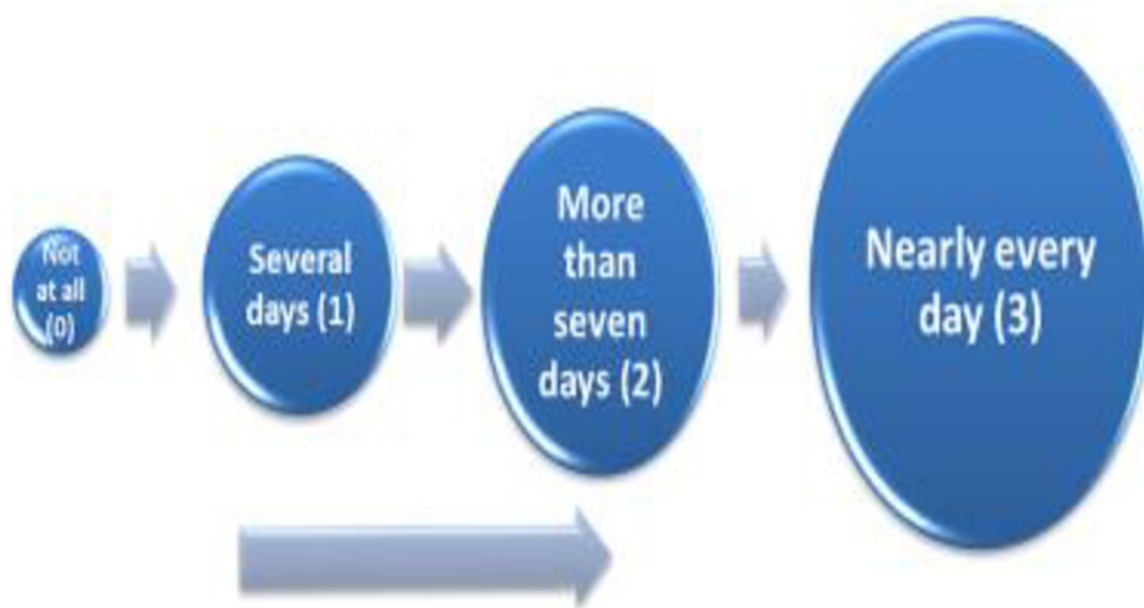 Not
at all
(0)
Several
days (1)
More
than
seven
days (2)
Nearly every
day (3)